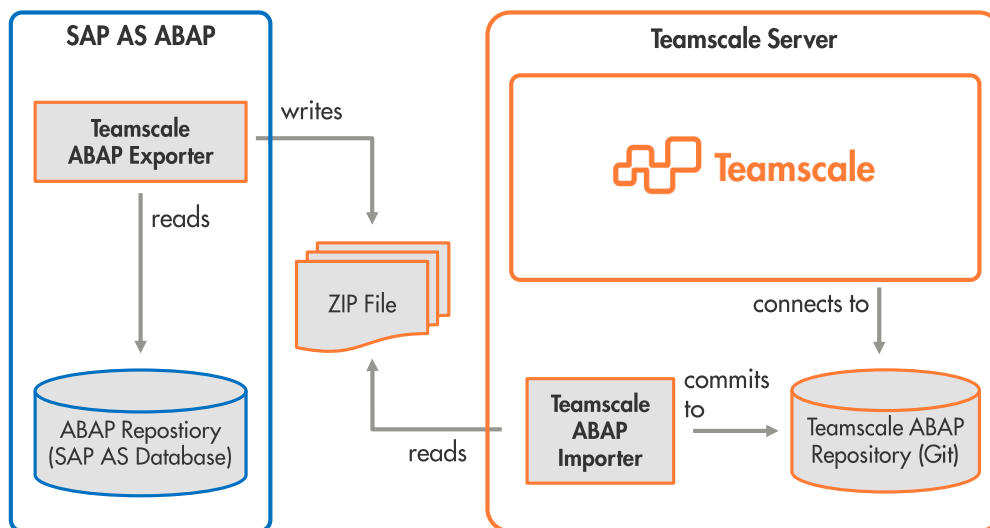 SAP AS ABAP
Teamscale
ABAP Exporter
writes
reads
ABAP Repostiory
(SAP AS Database)
ZIP File
Teamscale Server
Teamscale
connects to
Teamscale
ABAP
Importer
reads
commits
to
Teamscale ABAP
Repository (Git)